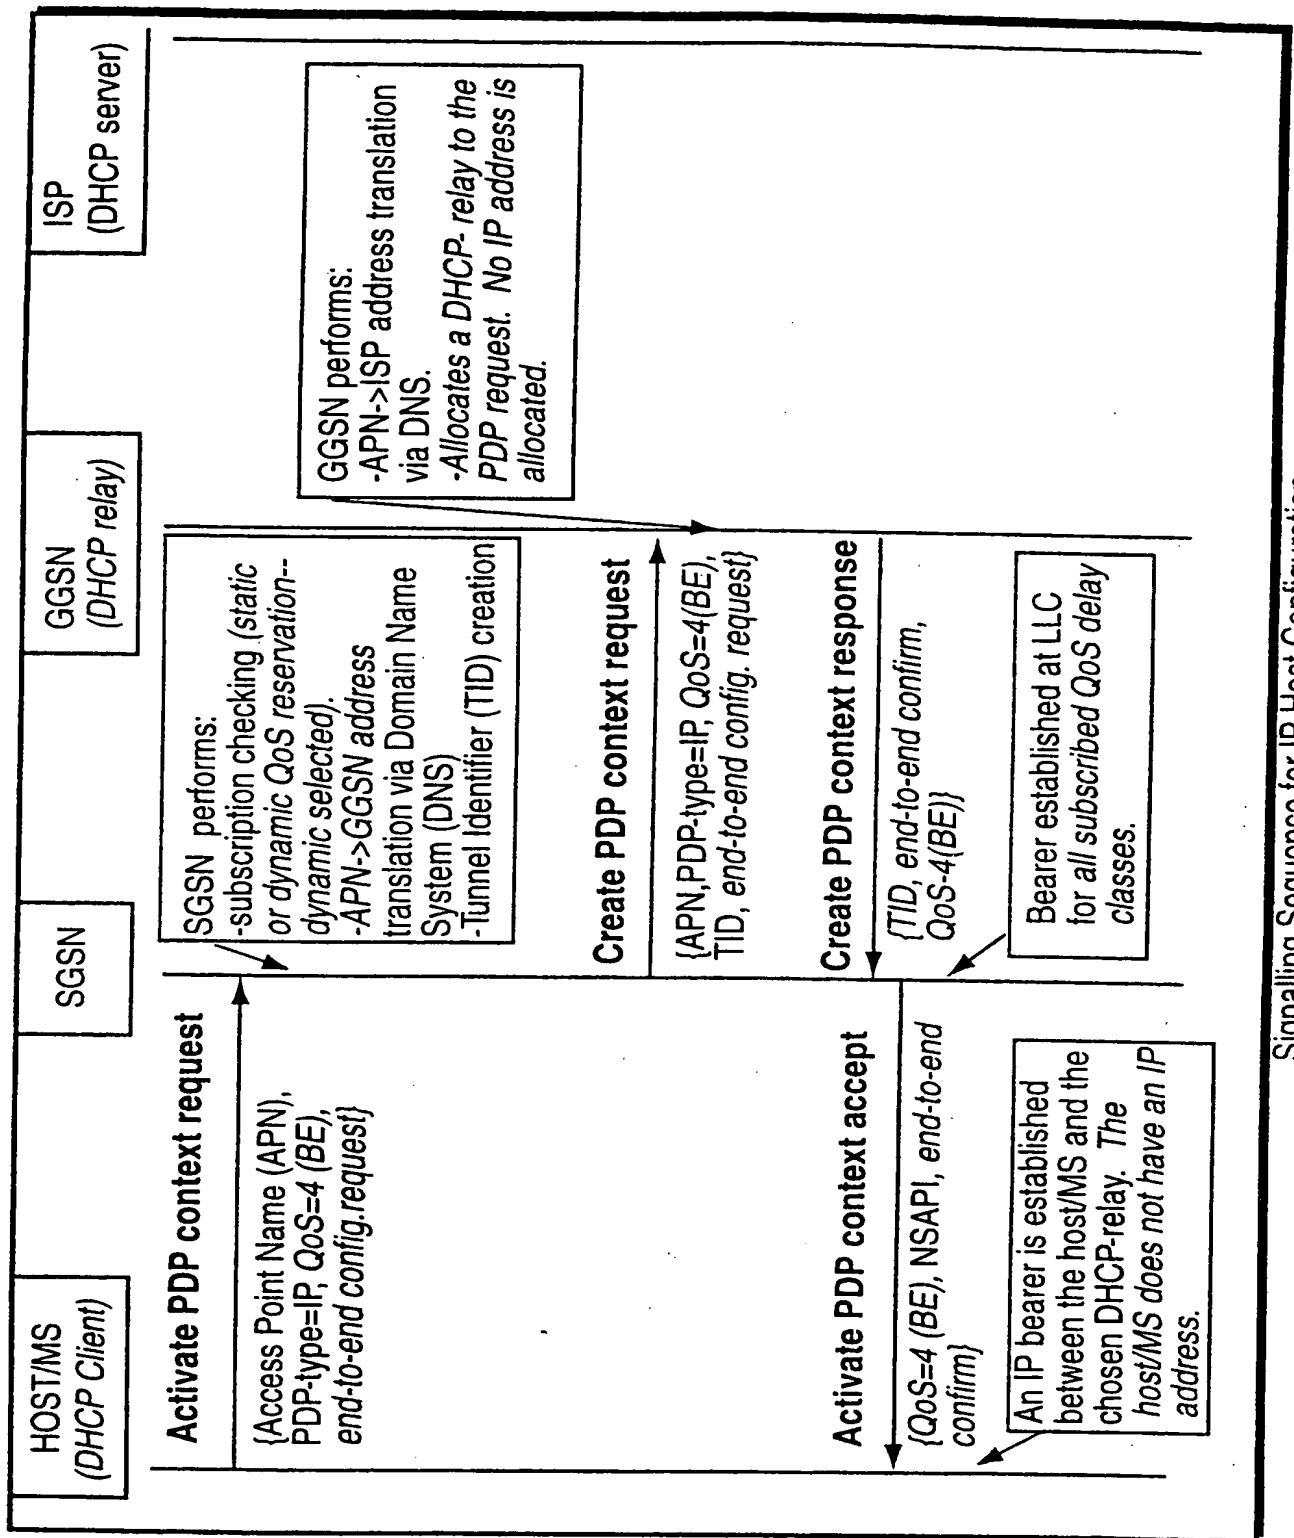 HOST/MS
(DHCP Client)
SGSN
GGSN
(DHCP relay)
ISP
(DHCP server)
Activate PDP context request
{Access Point Name (APN),
PDP-type=IP, QoS=4 (BE),
end-to-end config.request}
SGSN performs:
-subscription checking (static
or dynamic QoS reservation--
dynamic selected).
-APN->GGSN address
translation via Domain Name
System (DNS)
-Tunnel Identifier (TID) creation
Create PDP context request
{APN,PDP-type=IP, QoS=4(BE),
TID, end-to-end config. request}
GGSN performs:
-APN->ISP address translation
via DNS.
-Allocates a DHCP- relay to the
PDP request. No IP address is
allocated.
Create PDP context response
{TID, end-to-end confirm,
QoS-4(BE)}
Bearer established at LLC
for all subscribed QoS delay
classes.
Activate PDP context accept
{QoS=4 (BE), NSAPI, end-to-end
confirm}
An IP bearer is established
between the host/MS and the
chosen DHCP-relay. The
host/MS does not have an IP
address.
Signalling Sequence for IP Host Configuration